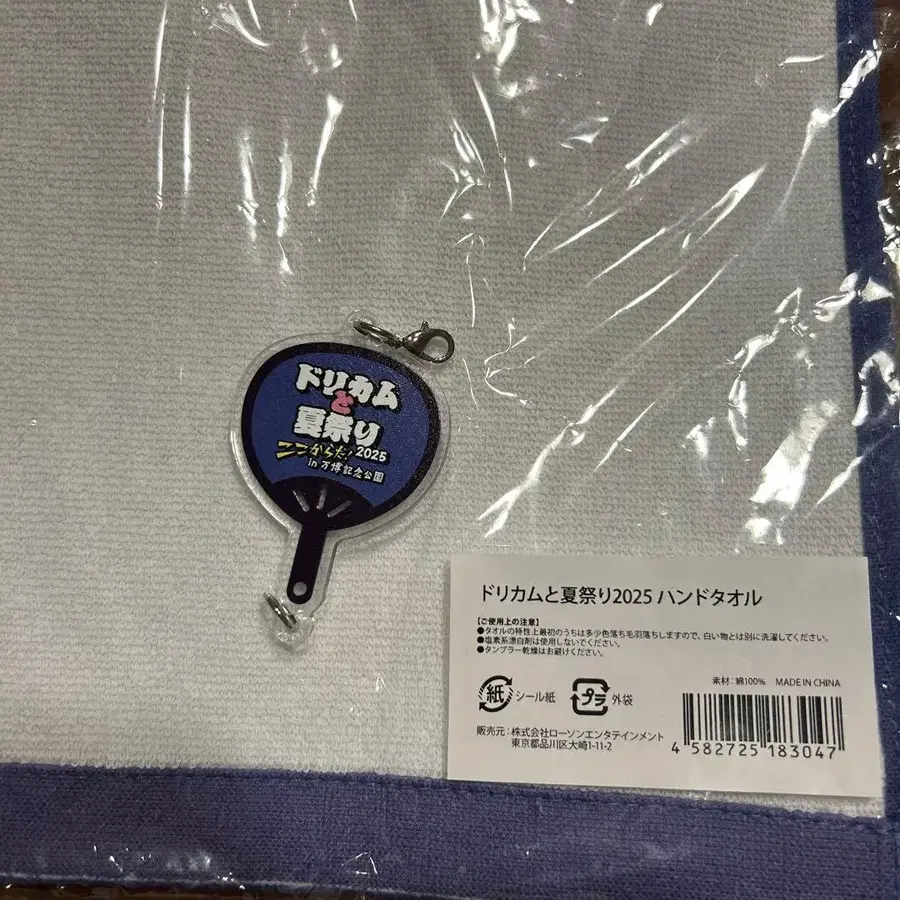 ドリカム
と
夏祭り
ここからだ!2025
in万博記念公園
ドリカムと夏祭り2025 ハンドタオル
【ご使用上の注意】
●タオルの特性上最初のうちは多少色落ち毛羽落ちしますので、白い物とは別に洗濯してください。
●塩素系漂白剤は使用しないでください。
●タンブラー乾燥はお避けください。
素材:綿100% MADE IN CHINA
紙 シール紙 プラ 外袋
販売元:株式会社ローソンエンタテインメント
東京都品川区大崎1-11-2
4 582725 183047